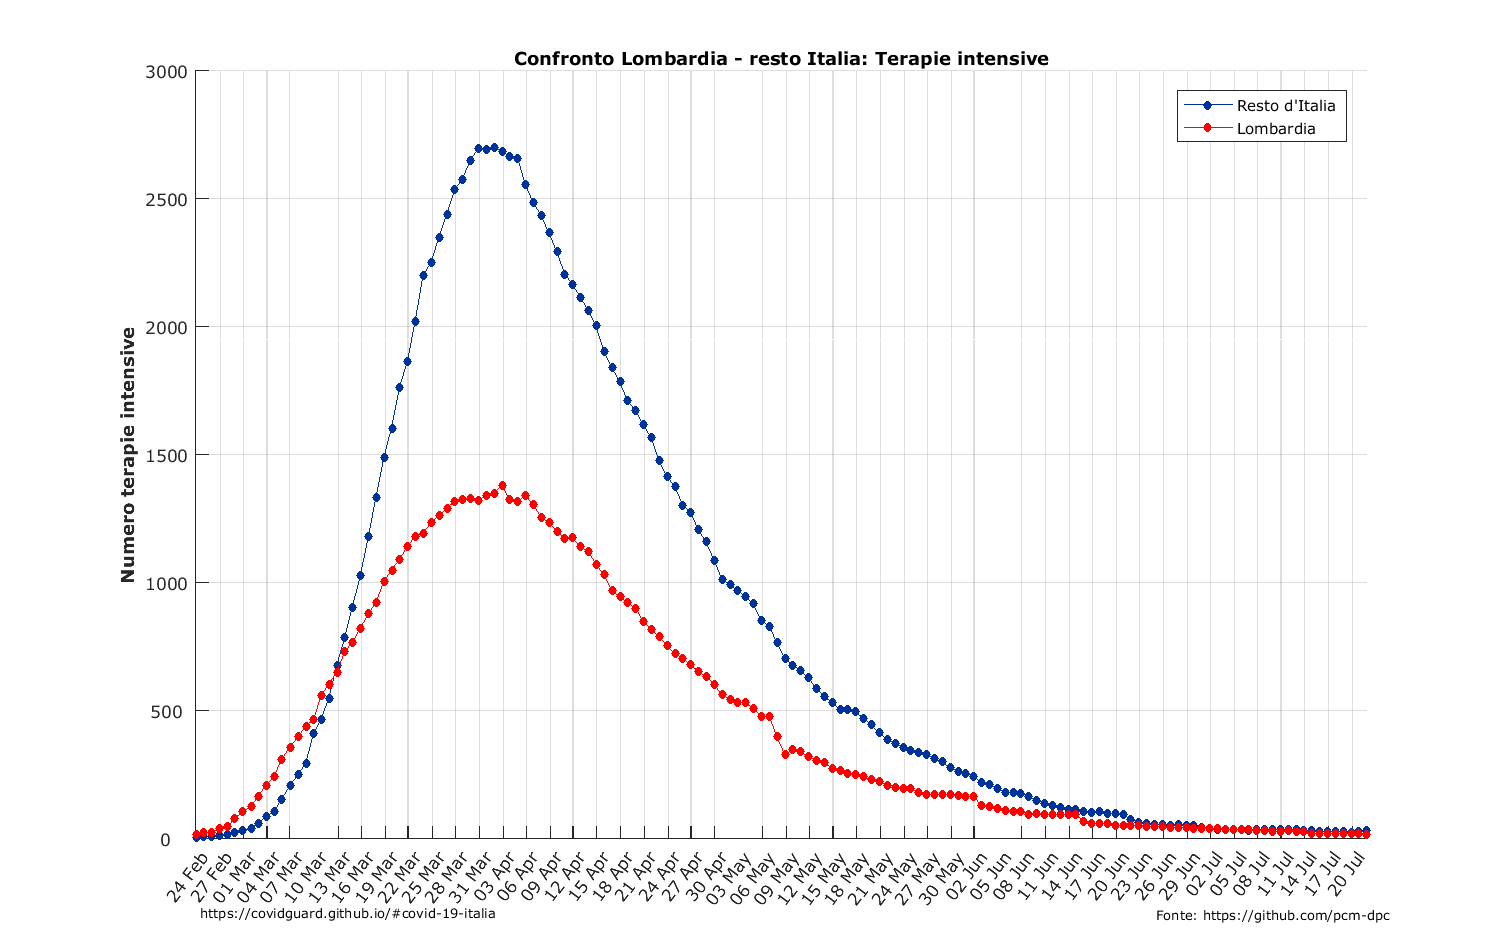 Confronto Lombardia - resto Italia: Terapie intensive
3000
2500
2000
1500
1000
500
0
Numero terapie intensive
Resto d'Italia
Lombardia
24 Feb
27 Feb
01 Mar
04 Mar
07 Mar
10 Mar
13 Mar
16 Mar
19 Mar
22 Mar
25 Mar
28 Mar
31 Mar
03 Apr
06 Apr
09 Apr
12 Apr
15 Apr
18 Apr
21 Apr
24 Apr
27 Apr
30 Apr
03 May
06 May
09 May
12 May
15 May
18 May
21 May
24 May
27 May
30 May
02 Jun
05 Jun
08 Jun
11 Jun
14 Jun
17 Jun
20 Jun
23 Jun
26 Jun
29 Jun
02 Jul
05 Jul
08 Jul
11 Jul
14 Jul
17 Jul
20 Jul
https://covidguard.github.io/#covid-19-italia
Fonte: https://github.com/pcm-dpc